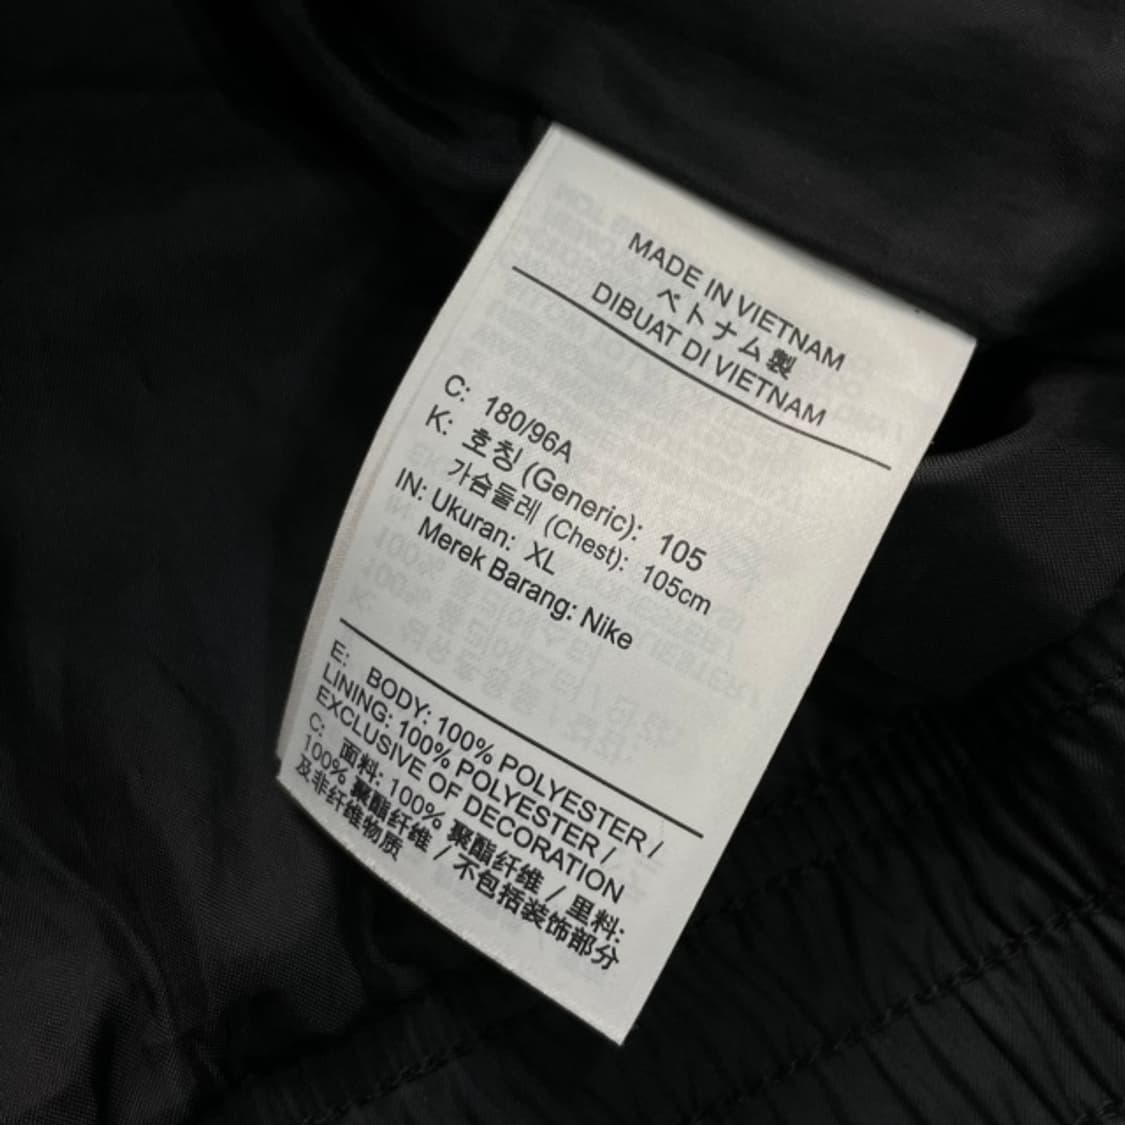 MADE IN VIETNAM
ベトナム製
DIBUAT DI VIETNAM
C: 180/96A
K: 호칭 (Generic): 105
가슴둘레 (Chest): 105cm
IN: Ukuran: XL
Merek Barang: Nike
E: BODY: 100% POLYESTER /
LINING: 100% POLYESTER /
EXCLUSIVE OF DECORATION
C: 面料: 100% 聚酯纤维 / 里料:
100% 聚酯纤维 / 不包括装饰部分
及非纤维物质